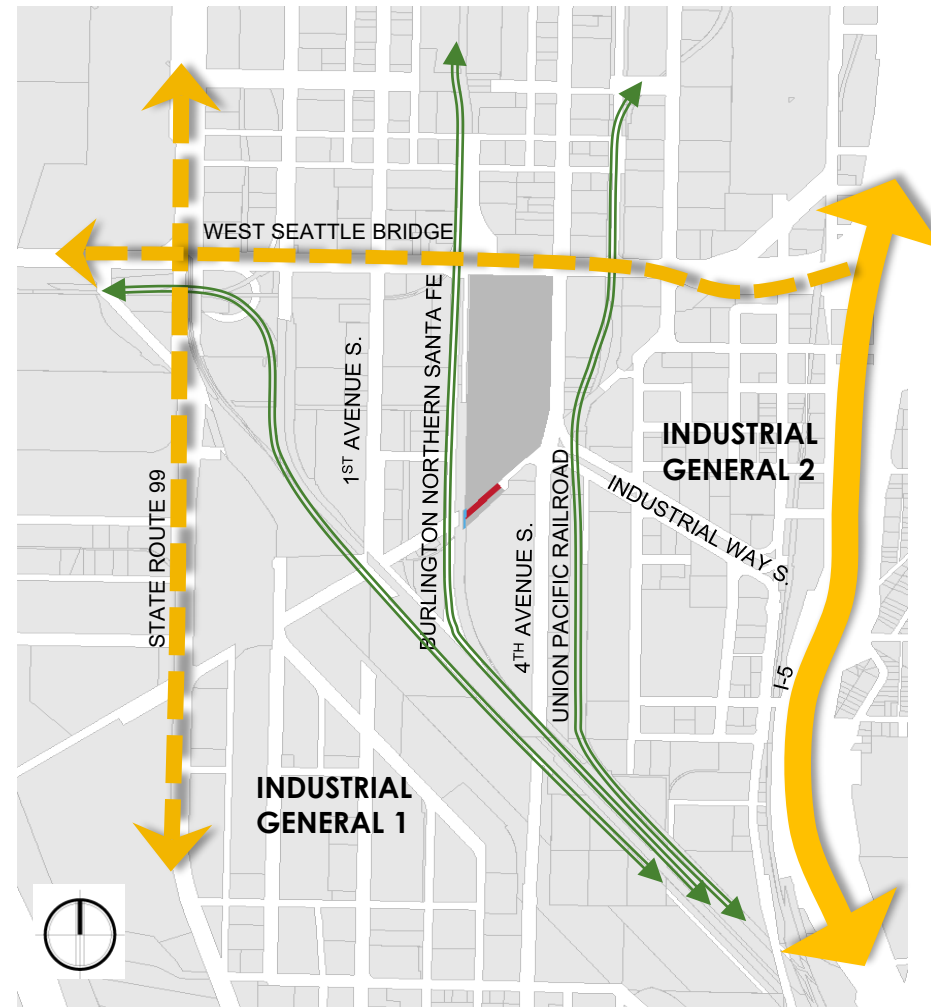 WEST SEATTLE BRIDGE
BURLINGTON NORTHERN SANTA FE
1ST AVENUE S.
INDUSTRIAL
GENERAL 2
UNION PACIFIC RAILROAD
INDUSTRIAL WAY S.
STATE ROUTE 99
4TH AVENUE S.
I-5
INDUSTRIAL
GENERAL 1